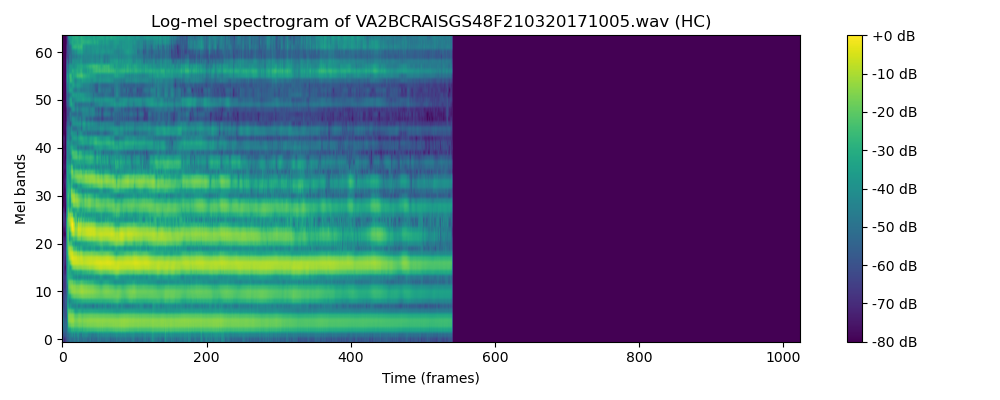 Log-mel spectrogram of VA2BCRAISGS48F210320171005.wav (HC)
Mel bands
60
50
40
30
20
10
0
0 200 400 600 800 1000
Time (frames)
+0 dB
-10 dB
-20 dB
-30 dB
-40 dB
-50 dB
-60 dB
-70 dB
-80 dB